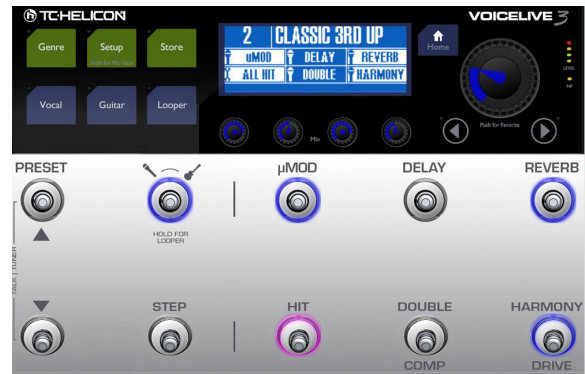 TC·HELICON
VOICELIVE 3
Genre
Setup
Hold for Mic Gain
Store
2 CLASSIC 3RD UP
uMOD DELAY REVERB
ALL HIT DOUBLE HARMONY
Home
LEVEL
INP
Vocal
Guitar
Looper
Mix
Push for Favorite
PRESET
µMOD
DELAY
REVERB
HOLD FOR
LOOPER
TALK | TUNER
STEP
HIT
DOUBLE
HARMONY
COMP
DRIVE